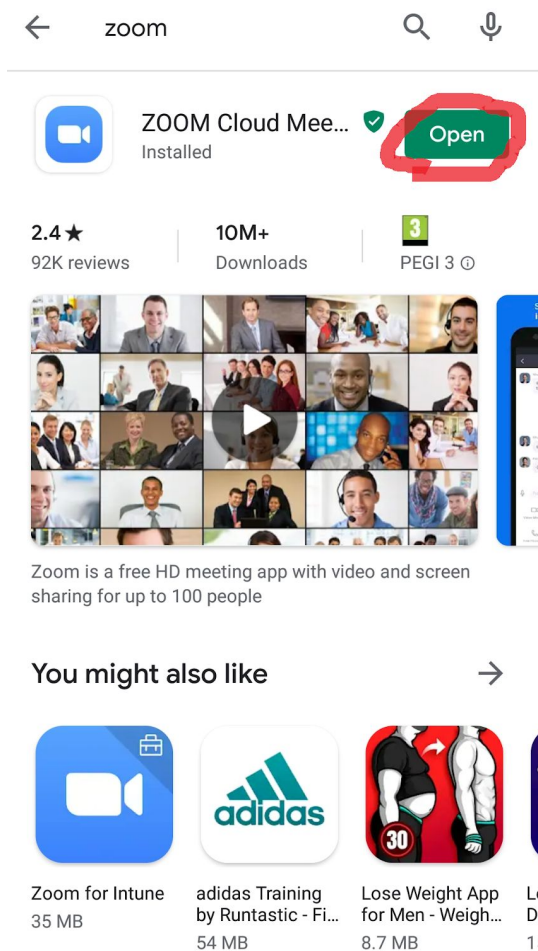 zoom
ZOOM Cloud Mee...
Installed
Open
2.4★
92K reviews
10M+
Downloads
3
PEGI 3
Zoom is a free HD meeting app with video and screen
sharing for up to 100 people
You might also like
adidas
30
Zoom for Intune
35 MB
adidas Training
by Runtastic - Fi...
54 MB
Lose Weight App
for Men - Weigh...
8.7 MB
L
D
1